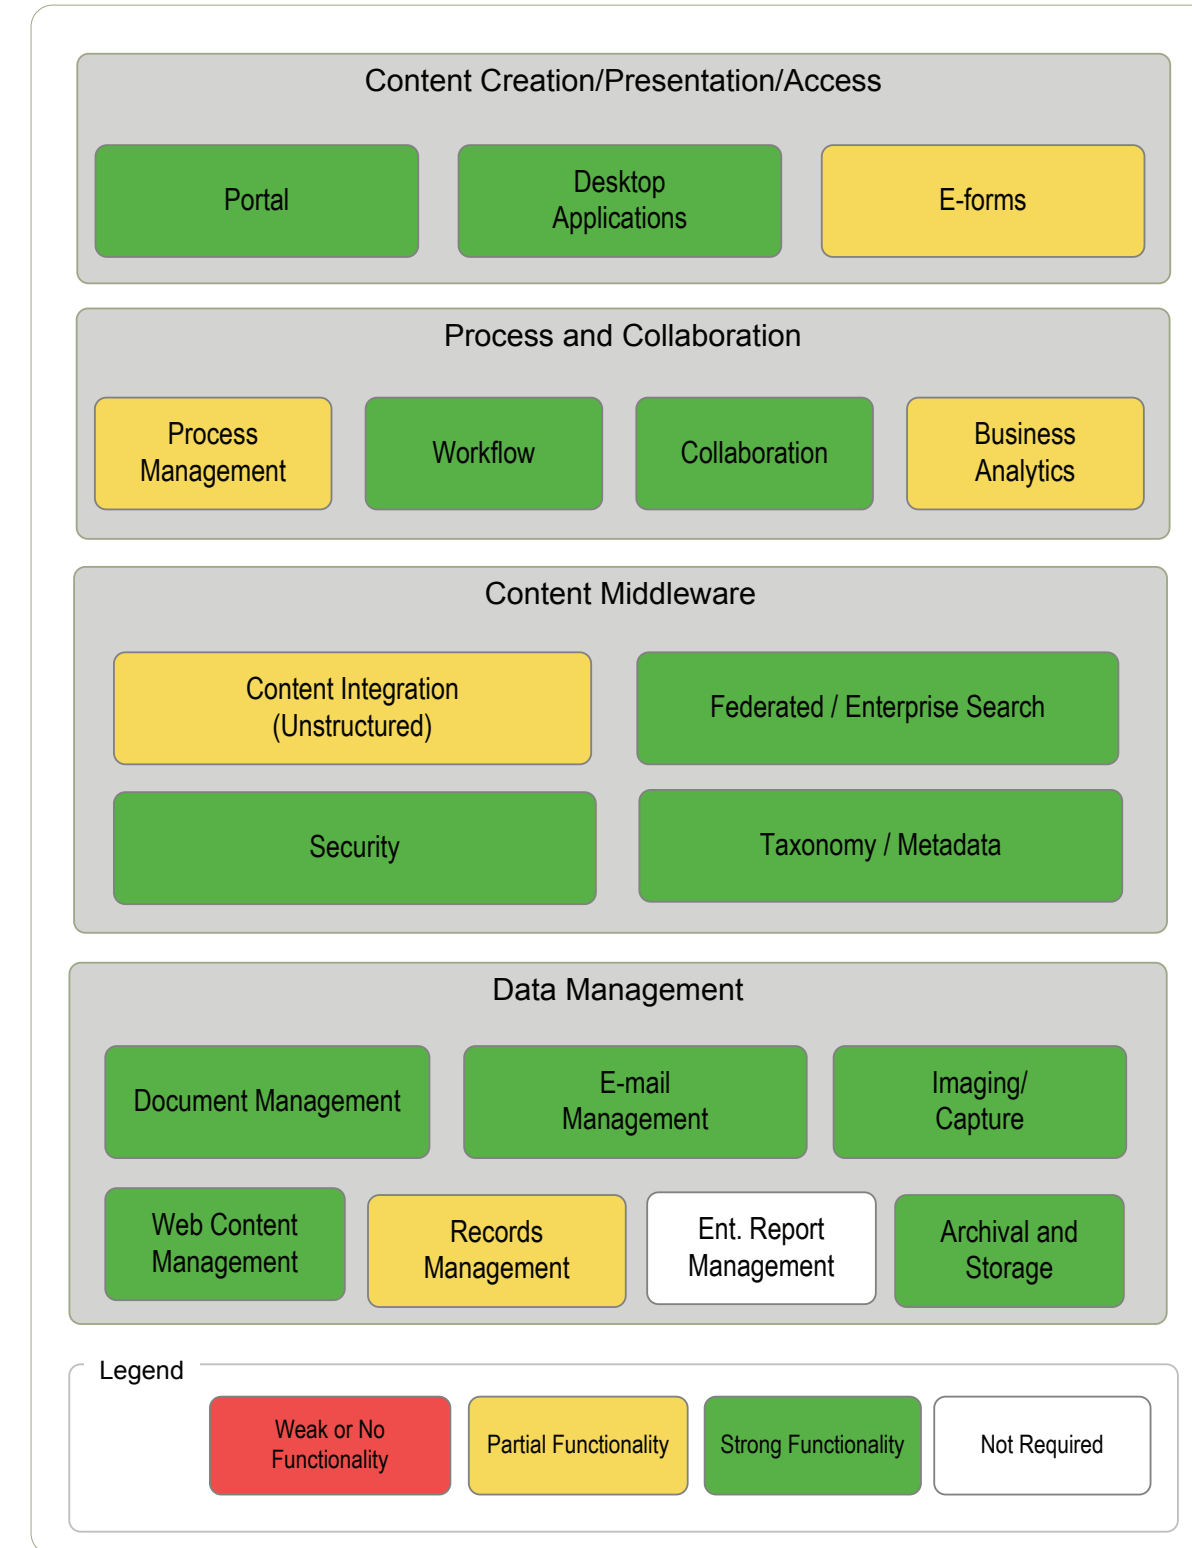 Content Creation/Presentation/Access
Portal
Desktop
Applications
E-forms
Process and Collaboration
Process
Management
Workflow
Collaboration
Business
Analytics
Content Middleware
Content Integration
(Unstructured)
Federated / Enterprise Search
Security
Taxonomy / Metadata
Data Management
Document Management
E-mail
Management
Imaging/
Capture
Web Content
Management
Records
Management
Ent. Report
Management
Archival and
Storage
Legend
Weak or No
Functionality
Partial Functionality
Strong Functionality
Not Required